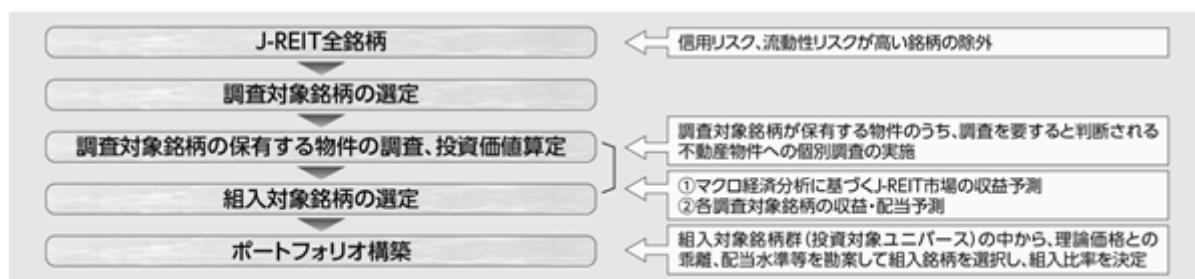 J-REIT全銘柄
信用リスク、流動性リスクが高い銘柄の除外
調査対象銘柄の選定
調査対象銘柄の保有する物件の調査、投資価値算定
調査対象銘柄が保有する物件のうち、調査を要すると判断される
不動産物件への個別調査の実施
組入対象銘柄の選定
①マクロ経済分析に基づくJ-REIT市場の収益予測
②各調査対象銘柄の収益・配当予測
ポートフォリオ構築
組入対象銘柄群(投資対象ユニバース)の中から、理論価格との
乖離、配当水準等を勘案して組入銘柄を選択し、組入比率を決定